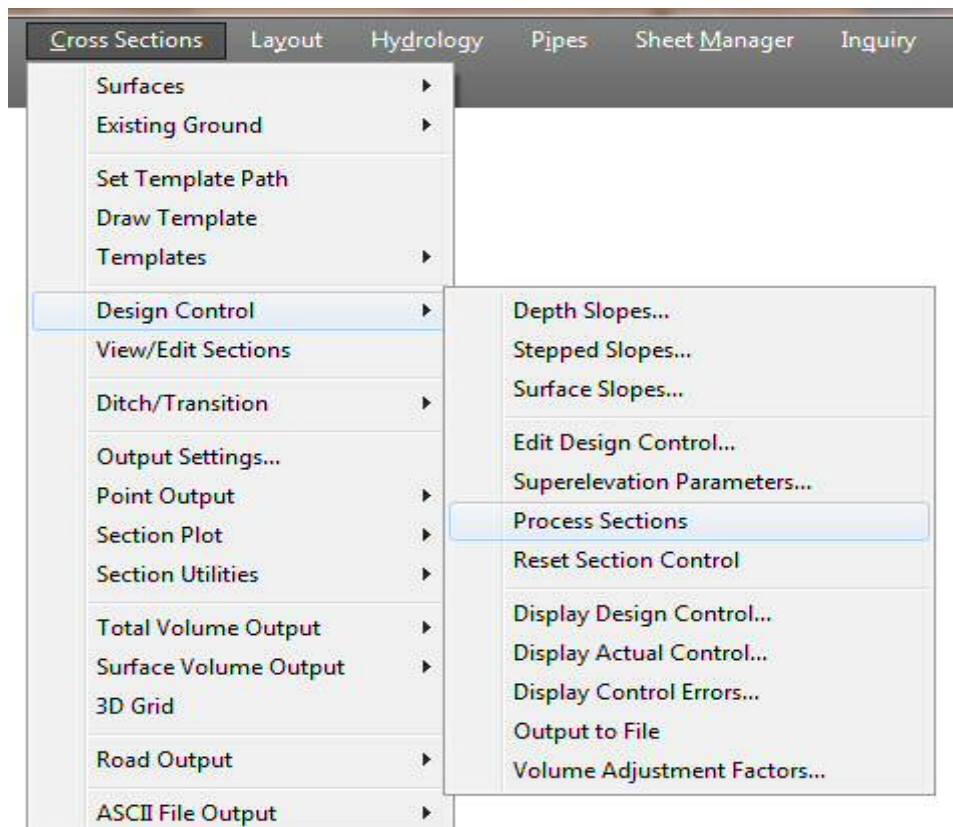 Cross Sections Layout Hydrology Pipes Sheet Manager Inquiry
Surfaces
Existing Ground
Set Template Path
Draw Template
Templates
Design Control
View/Edit Sections
Ditch/Transition
Output Settings...
Point Output
Section Plot
Section Utilities
Total Volume Output
Surface Volume Output
3D Grid
Road Output
ASCII File Output
Depth Slopes...
Stepped Slopes...
Surface Slopes...
Edit Design Control...
Superelevation Parameters...
Process Sections
Reset Section Control
Display Design Control...
Display Actual Control...
Display Control Errors...
Output to File
Volume Adjustment Factors...